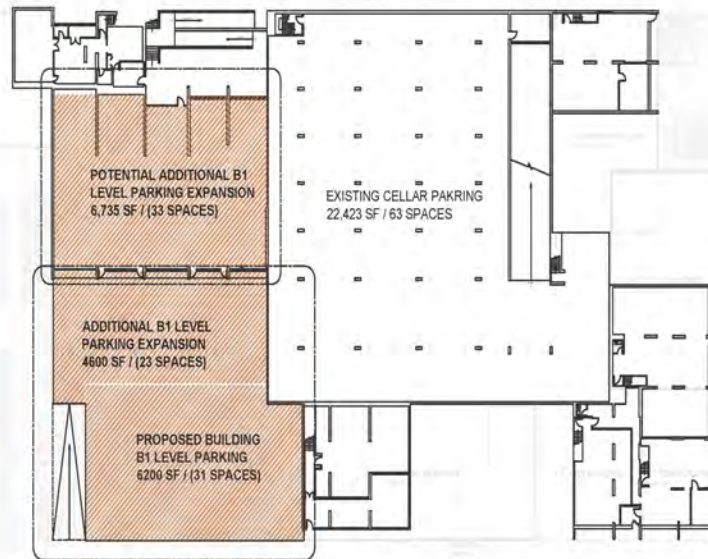 POTENTIAL ADDITIONAL B1
LEVEL PARKING EXPANSION
6,735 SF / (33 SPACES)
EXISTING CELLAR PAKRING
22,423 SF / 63 SPACES
ADDITIONAL B1 LEVEL
PARKING EXPANSION
4600 SF / (23 SPACES)
PROPOSED BUILDING
B1 LEVEL PARKING
6200 SF / (31 SPACES)